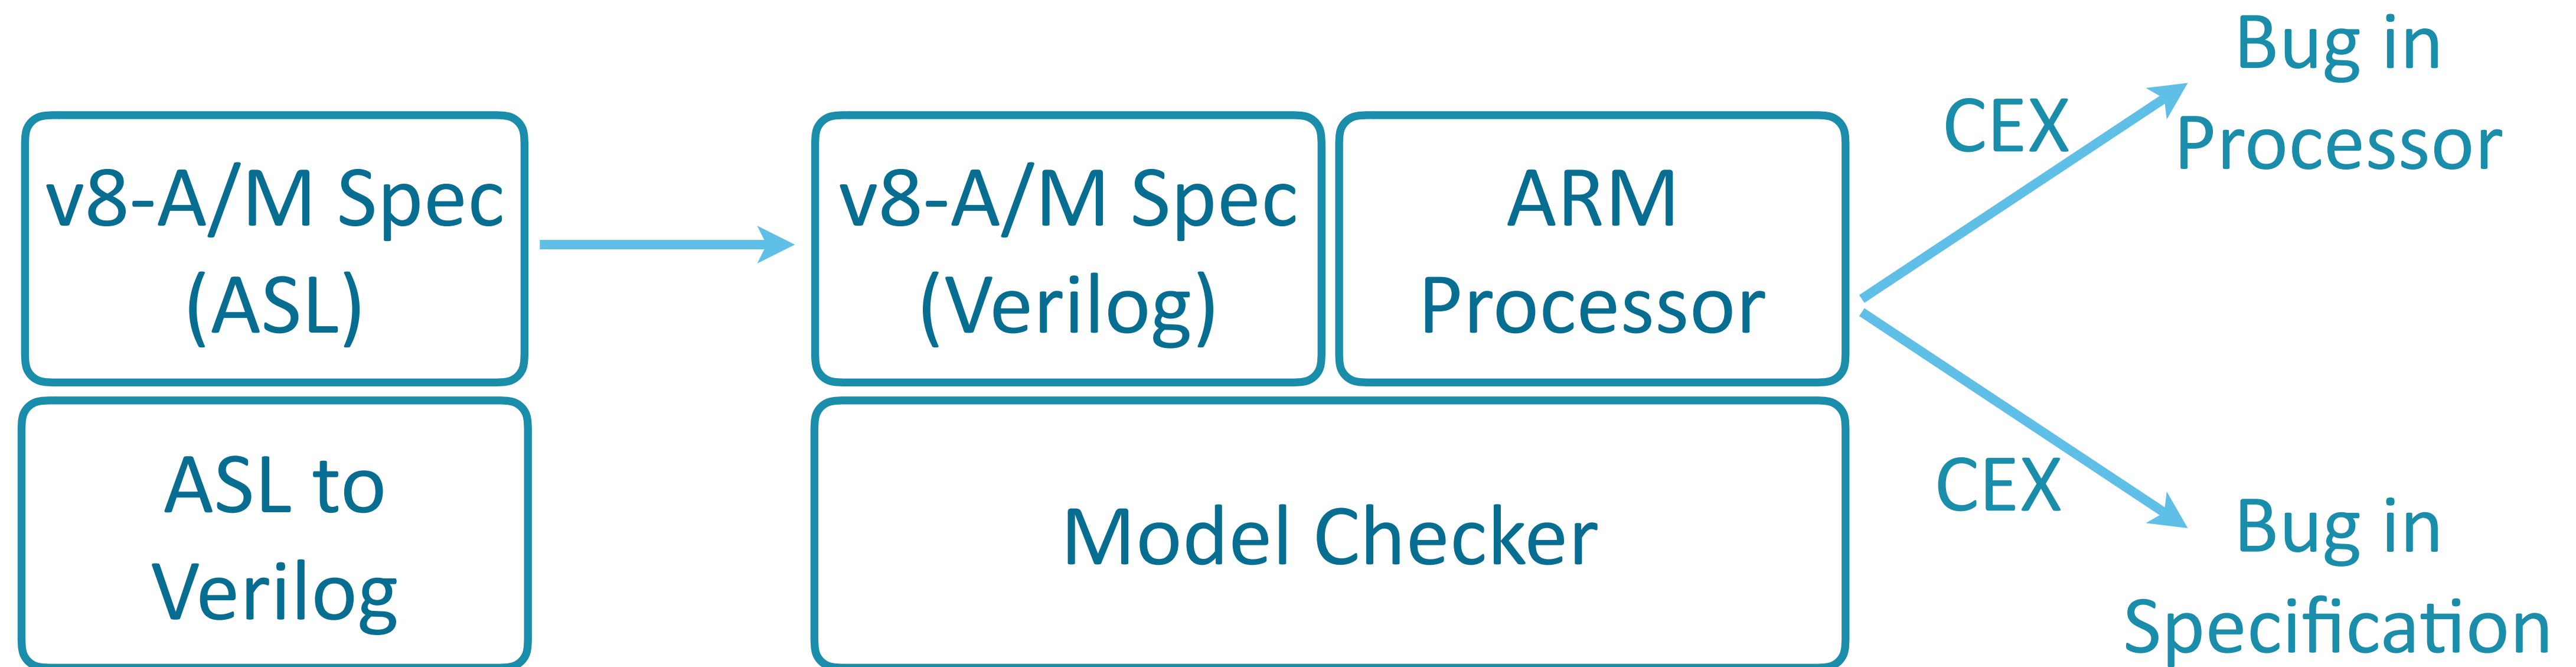 v8-A/M Spec
(ASL)
ASL to
Verilog
v8-A/M Spec
(Verilog)
ARM
Processor
Model Checker
CEX
Bug in
Processor
CEX
Bug in
Specification